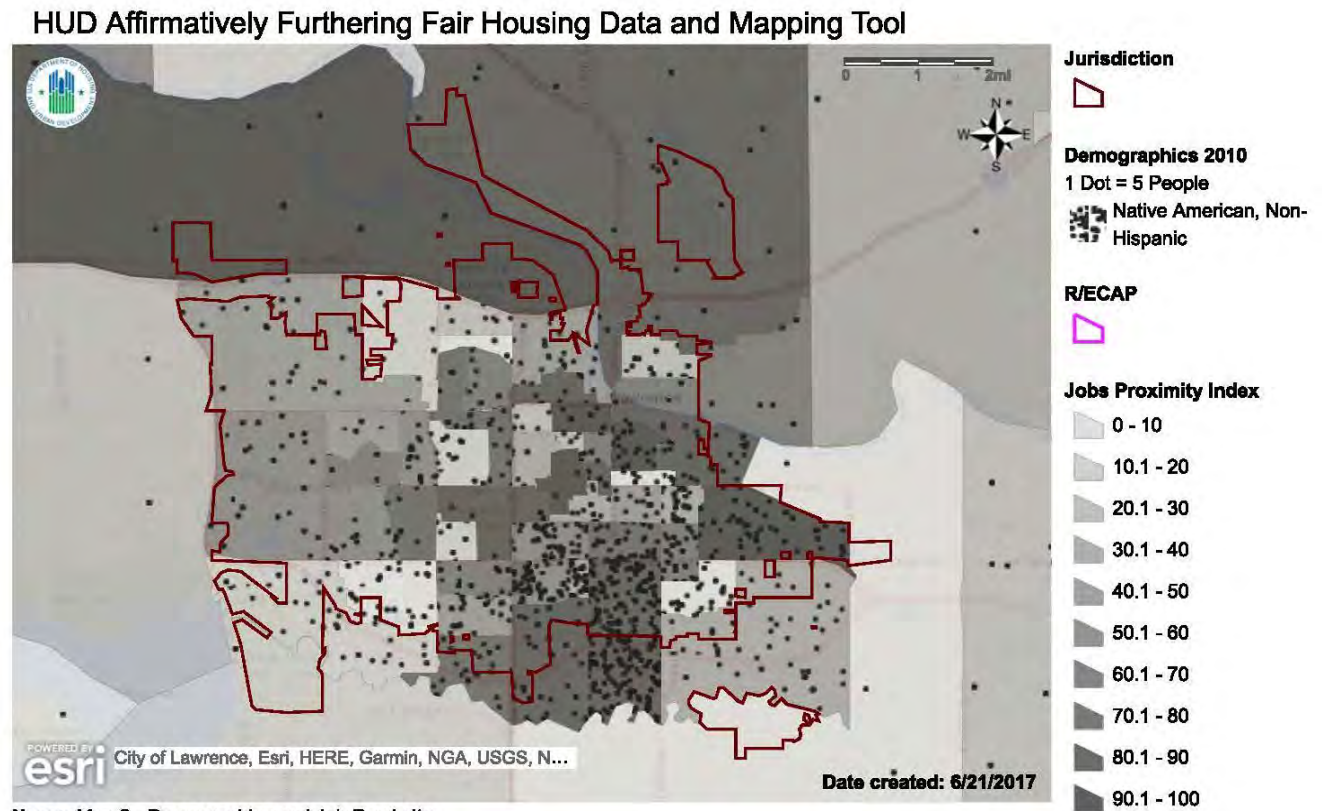 HUD Affirmatively Furthering Fair Housing Data and Mapping Tool
0 1 2mi
N
W E
S
Jurisdiction
Demographics 2010
1 Dot = 5 People
Native American, Non-
Hispanic
R/ECAP
Jobs Proximity Index
0 - 10
10.1 - 20
20.1 - 30
30.1 - 40
40.1 - 50
50.1 - 60
60.1 - 70
70.1 - 80
80.1 - 90
90.1 - 100
POWERED BY
esri
City of Lawrence, Esri, HERE, Garmin, NGA, USGS, N...
Date created: 6/21/2017